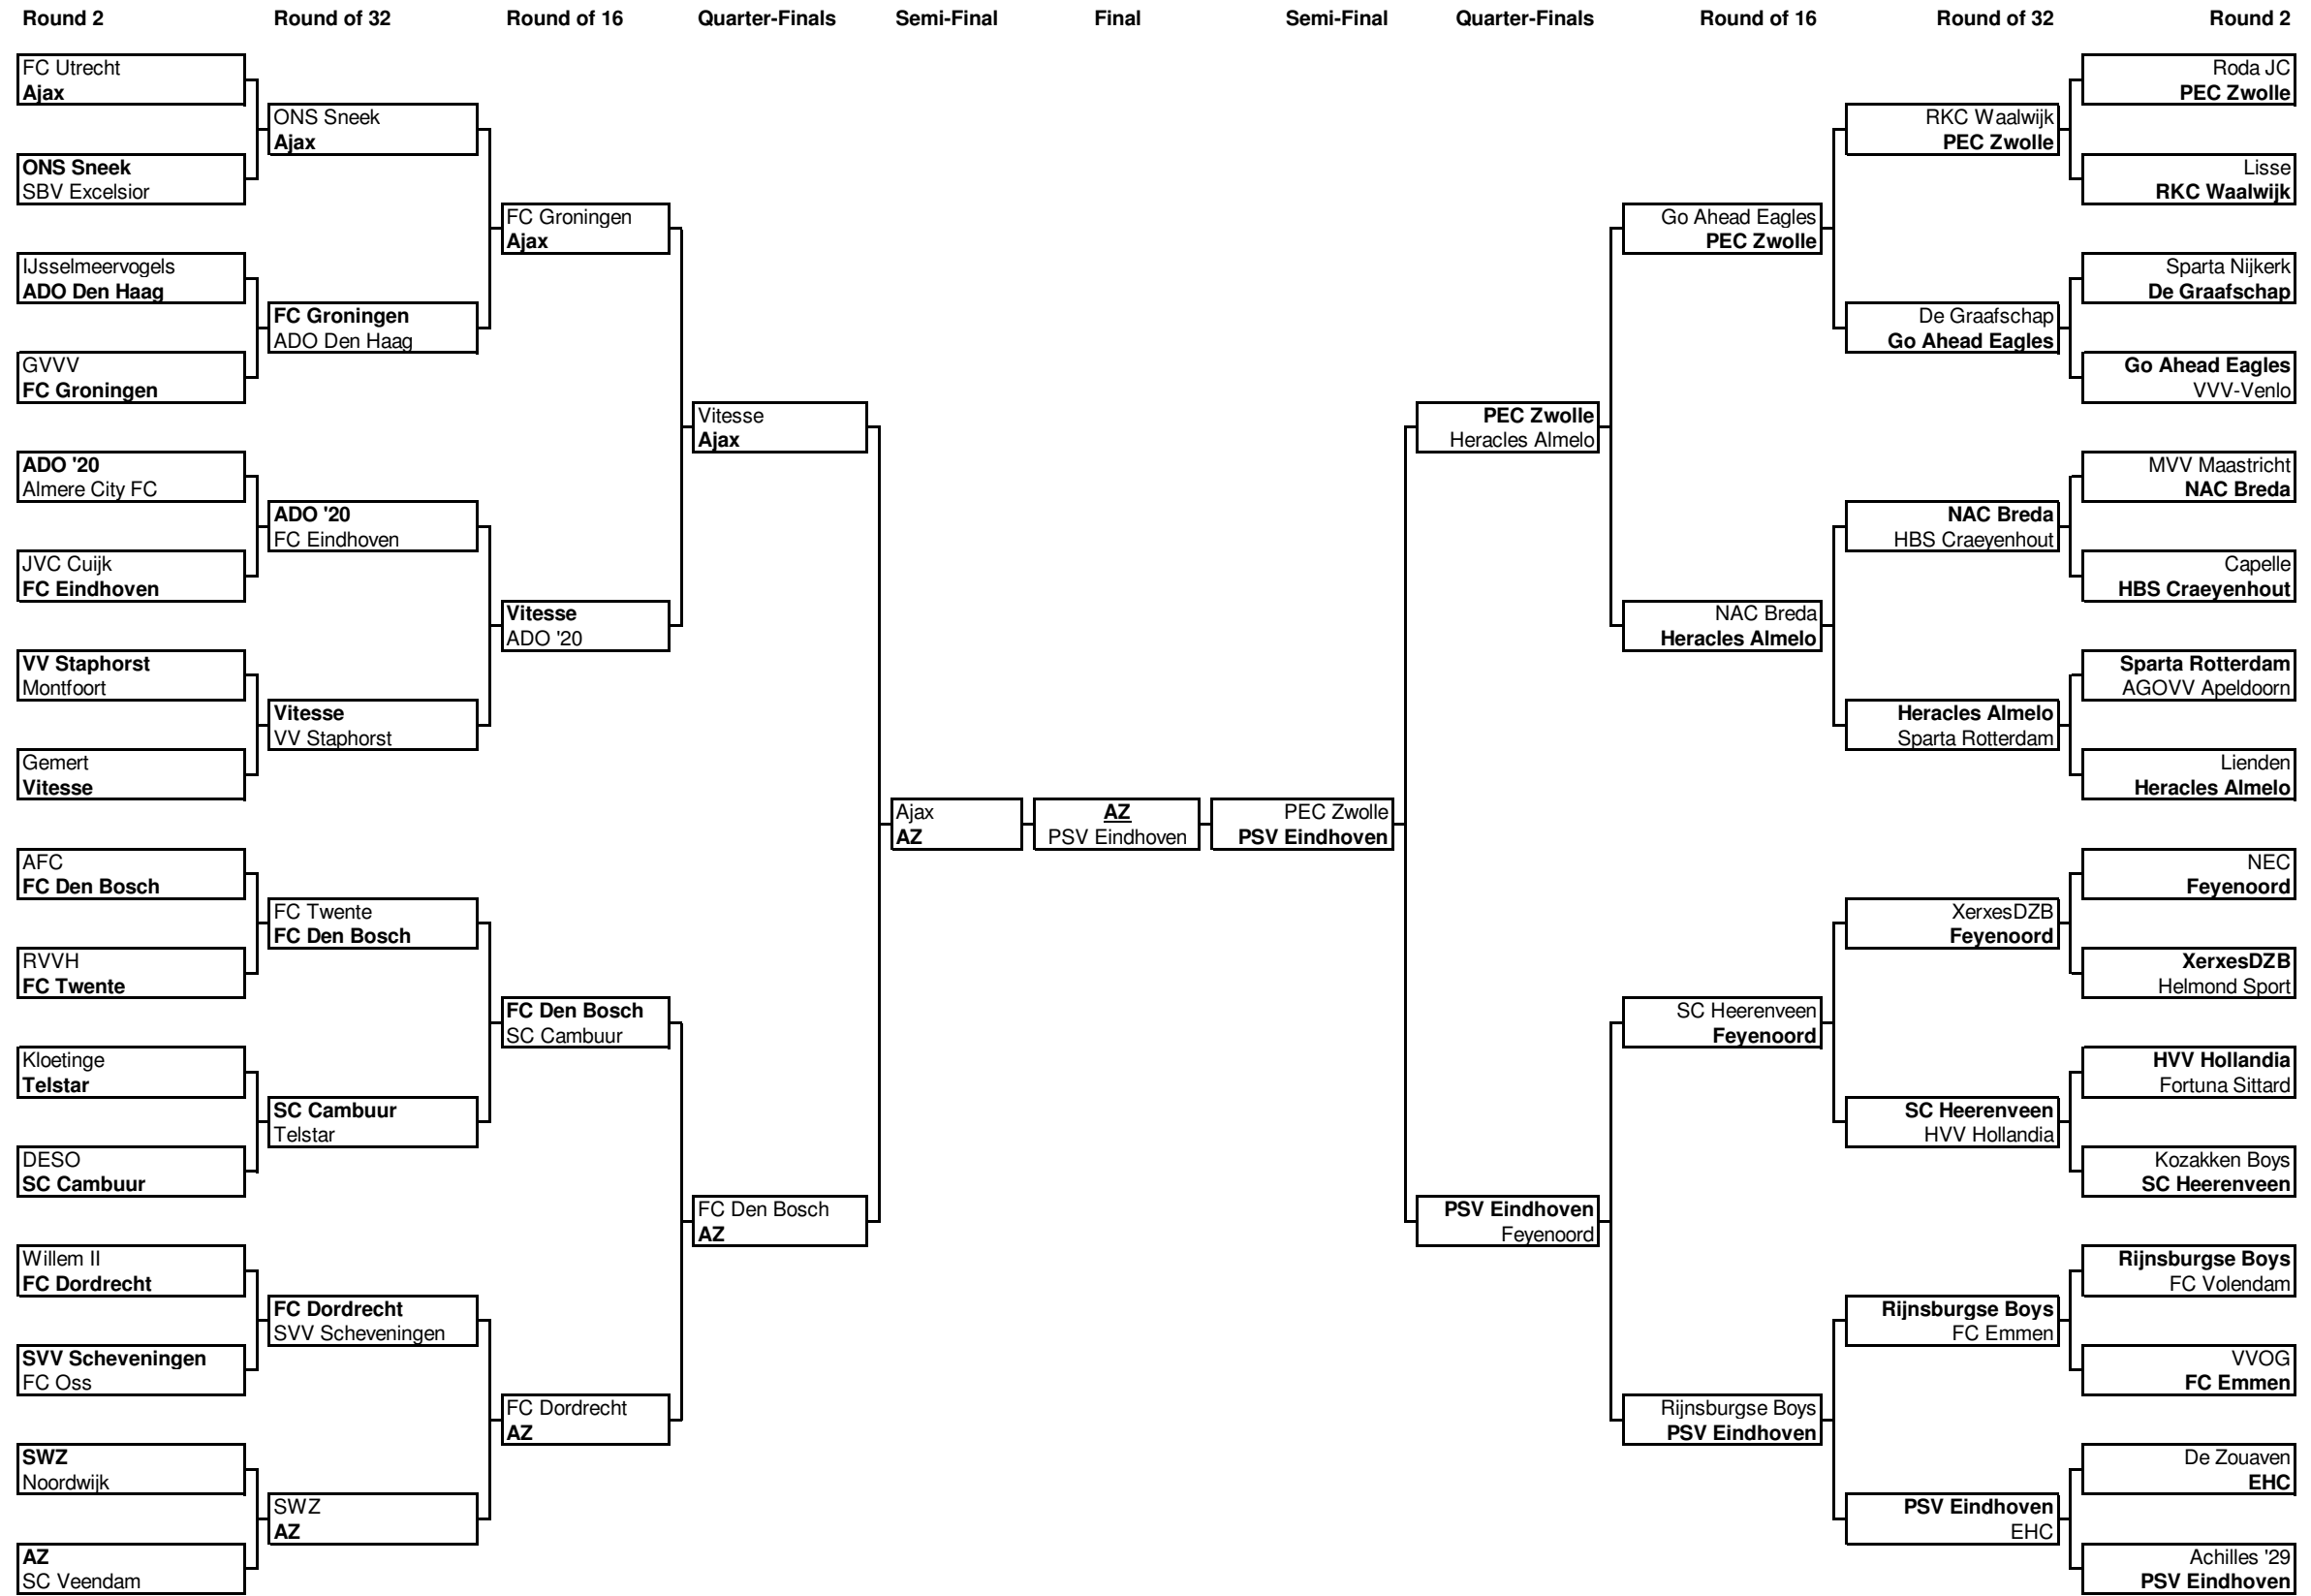 Round 2
Round of 32
Round of 16
Quarter-Finals
Semi-Final
Final
Semi-Final
Quarter-Finals
Round of 16
Round of 32
Round 2
FC Utrecht
Ajax
ONS Sneek
SBV Excelsior
IJsselmeervogels
ADO Den Haag
GVVV
FC Groningen
ADO '20
Almere City FC
JVC Cuijk
FC Eindhoven
VV Staphorst
Montfoort
Gemert
Vitesse
AFC
FC Den Bosch
RVVH
FC Twente
Kloetinge
Telstar
DESO
SC Cambuur
Willem II
FC Dordrecht
SVV Scheveningen
FC Oss
SWZ
Noordwijk
AZ
SC Veendam
ONS Sneek
Ajax
FC Groningen
ADO Den Haag
ADO '20
FC Eindhoven
Vitesse
VV Staphorst
FC Twente
FC Den Bosch
SC Cambuur
Telstar
FC Dordrecht
SVV Scheveningen
SWZ
AZ
FC Groningen
Ajax
Vitesse
ADO '20
FC Den Bosch
SC Cambuur
FC Dordrecht
AZ
Vitesse
Ajax
FC Den Bosch
AZ
Ajax
AZ
AZ
PSV Eindhoven
PEC Zwolle
PSV Eindhoven
PEC Zwolle
Heracles Almelo
PSV Eindhoven
Feyenoord
Go Ahead Eagles
PEC Zwolle
NAC Breda
Heracles Almelo
SC Heerenveen
Feyenoord
Rijnsburgse Boys
PSV Eindhoven
RKC Waalwijk
PEC Zwolle
De Graafschap
Go Ahead Eagles
NAC Breda
HBS Craeyenhout
Heracles Almelo
Sparta Rotterdam
XerxesDZB
Feyenoord
SC Heerenveen
HVV Hollandia
Rijnsburgse Boys
FC Emmen
PSV Eindhoven
EHC
Roda JC
PEC Zwolle
Lisse
RKC Waalwijk
Sparta Nijkerk
De Graafschap
Go Ahead Eagles
VVV-Venlo
MVV Maastricht
NAC Breda
Capelle
HBS Craeyenhout
Sparta Rotterdam
AGOVV Apeldoorn
Lienden
Heracles Almelo
NEC
Feyenoord
XerxesDZB
Helmond Sport
HVV Hollandia
Fortuna Sittard
Kozakken Boys
SC Heerenveen
Rijnsburgse Boys
FC Volendam
VVOG
FC Emmen
De Zouaven
EHC
Achilles '29
PSV Eindhoven